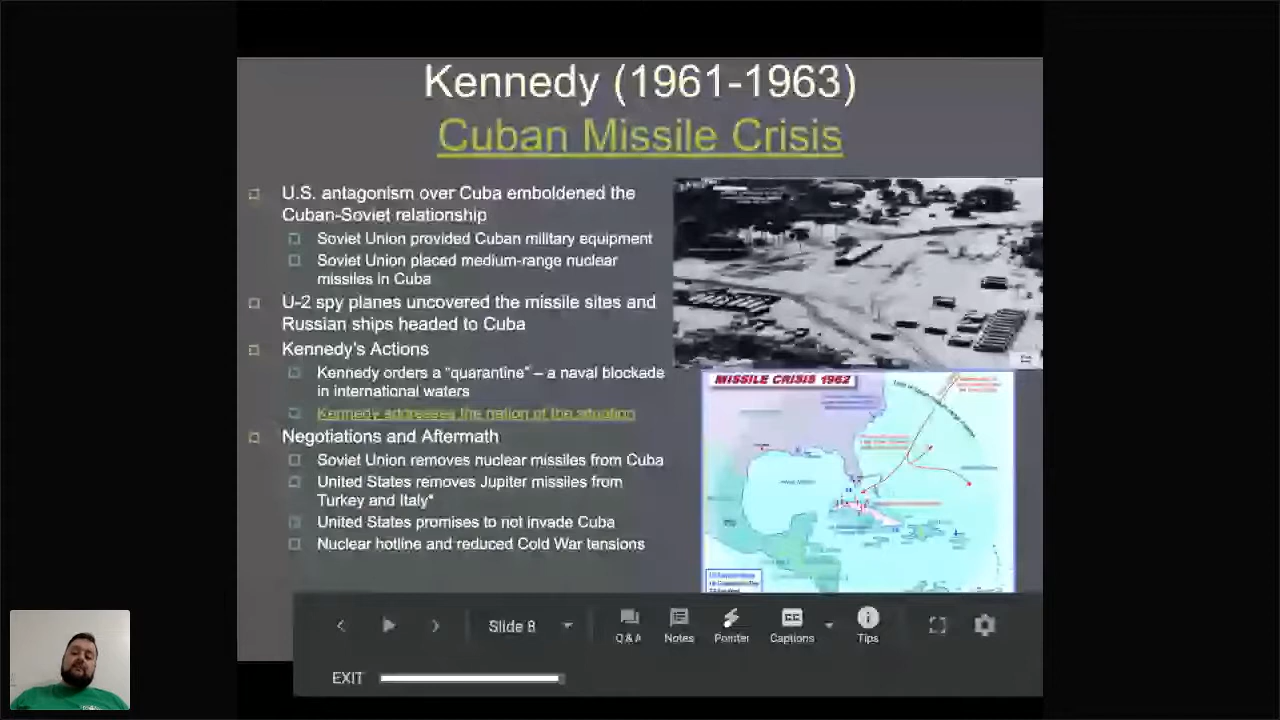 Kennedy (1961-1963)
Cuban Missile Crisis
U.S. antagonism over Cuba emboldened the
Cuban-Soviet relationship
Soviet Union provided Cuban military equipment
Soviet Union placed medium-range nuclear
missiles in Cuba
U-2 spy planes uncovered the missile sites and
Russian ships headed to Cuba
Kennedy's Actions
Kennedy orders a "quarantine" – a naval blockade
in international waters
Kennedy addresses the nation of the situation
Negotiations and Aftermath
Soviet Union removes nuclear missiles from Cuba
United States removes Jupiter missiles from
Turkey and Italy*
United States promises to not invade Cuba
Nuclear hotline and reduced Cold War tensions
MISSILE CRISIS 1962
Slide 8
Q&A
Notes
Pointer
Captions
Tips
EXIT